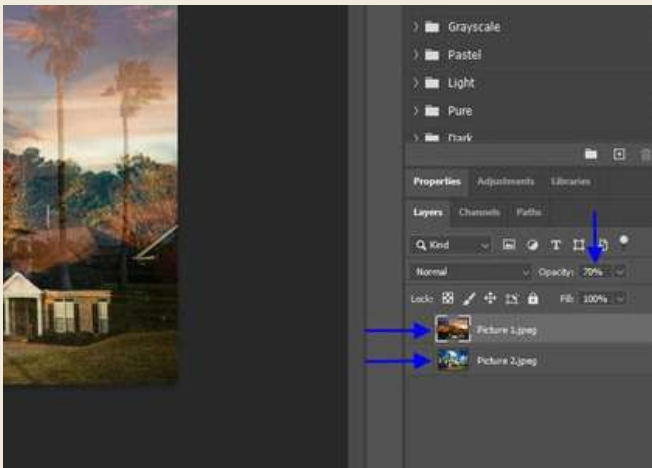 Grayscale
Pastel
Light
Pure
Dark
Properties Adjustments Libraries
Layers Channels Paths
Kind
Normal Opacity: 70%
Lock: Fill: 100%
Picture 1.jpeg
Picture 2.jpeg